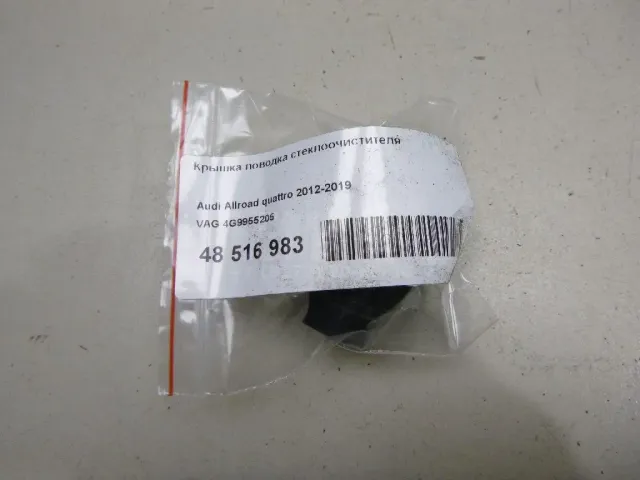 Крышка поводка стеклоочистителя
Audi Allroad quattro 2012-2019
VAG 4G9955205
48 516 983